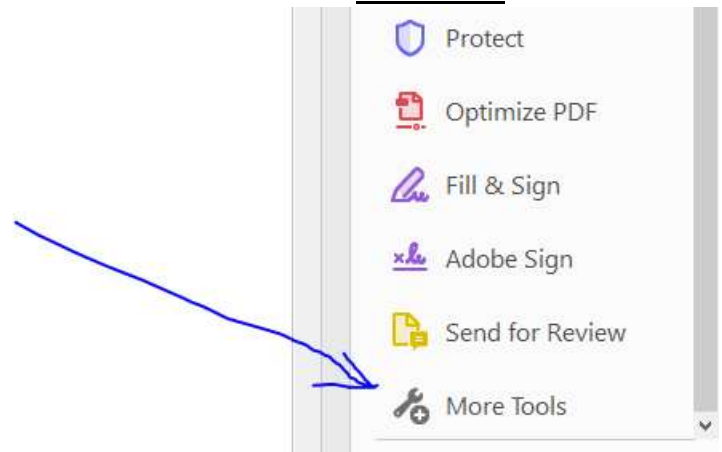 Protect
Optimize PDF
Fill & Sign
Adobe Sign
Send for Review
More Tools